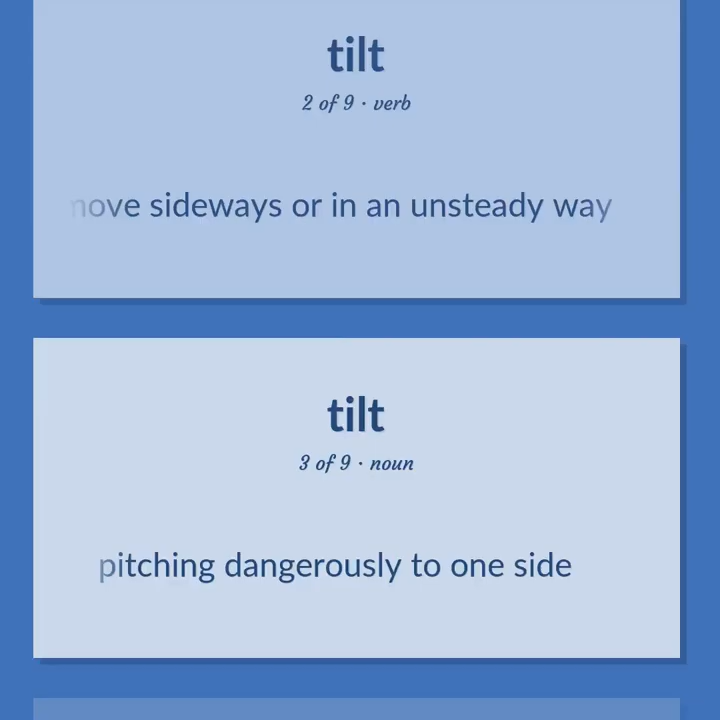 tilt
2 of 9 · verb
move sideways or in an unsteady way
tilt
3 of 9 · noun
pitching dangerously to one side